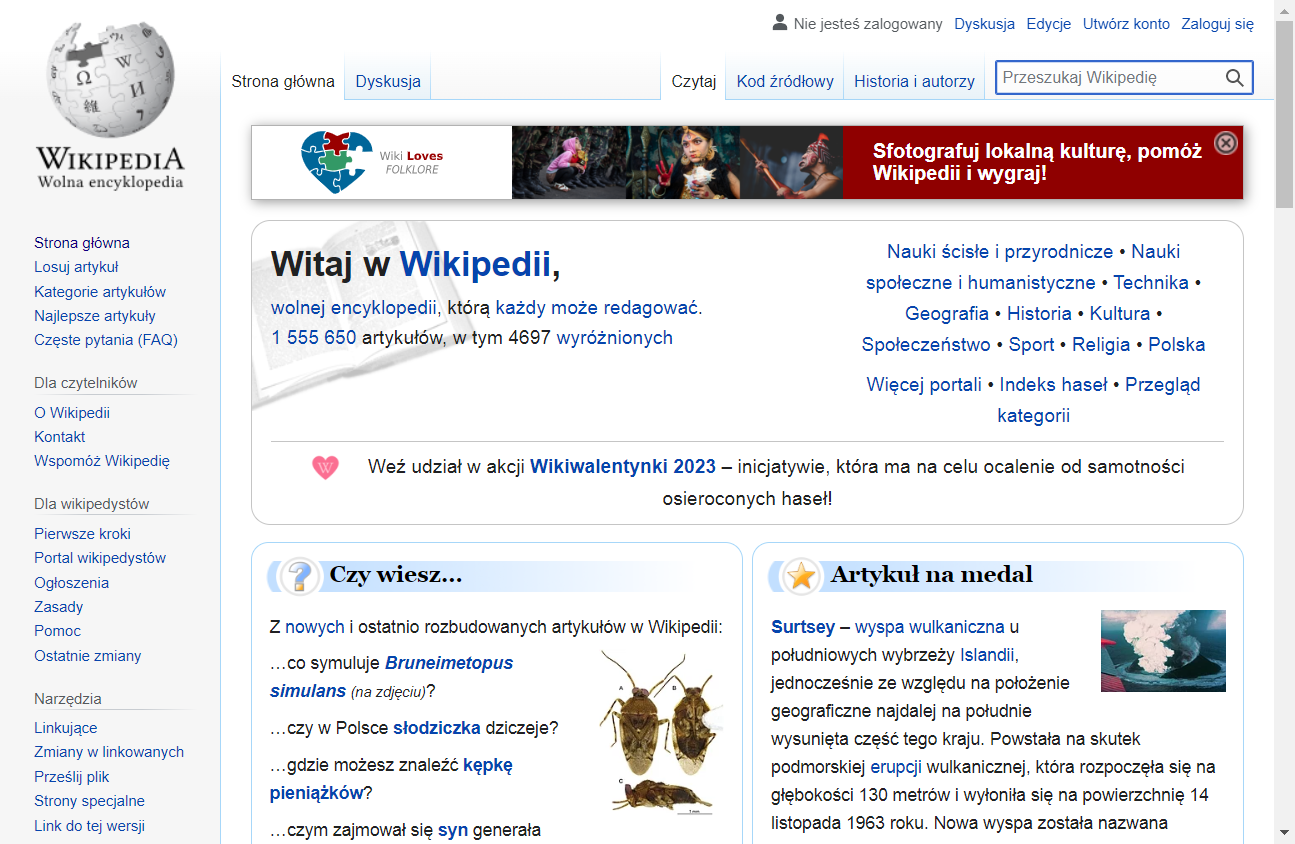 Nie jesteś zalogowany Dyskusja Edycje Utwórz konto Zaloguj się
Strona główna Dyskusja Czytaj Kod źródłowy Historia i autorzy Przeszukaj Wikipedię
WIKIPEDIA
Wolna encyklopedia
Strona główna
Losuj artykuł
Kategorie artykułów
Najlepsze artykuły
Częste pytania (FAQ)
Dla czytelników
O Wikipedii
Kontakt
Wspomóż Wikipedię
Dla wikipedystów
Pierwsze kroki
Portal wikipedystów
Ogłoszenia
Zasady
Pomoc
Ostatnie zmiany
Narzędzia
Linkujące
Zmiany w linkowanych
Prześlij plik
Strony specjalne
Link do tej wersji
Wiki Loves
FOLKLORE
Sfotografuj lokalną kulturę, pomóż
Wikipedii i wygraj!
Witaj w Wikipedii,
wolnej encyklopedii, którą każdy może redagować.
1 555 650 artykułów, w tym 4697 wyróżnionych
Nauki ścisłe i przyrodnicze • Nauki
społeczne i humanistyczne • Technika •
Geografia • Historia • Kultura •
Społeczeństwo • Sport • Religia • Polska
Więcej portali • Indeks haseł • Przegląd
kategorii
Weź udział w akcji Wikiwalentynki 2023 – inicjatywie, która ma na celu ocalenie od samotności
osieroconych haseł!
Czy wiesz...
Z nowych i ostatnio rozbudowanych artykułów w Wikipedii:
…co symuluje Bruneimetopus
simulans (na zdjęciu)?
…czy w Polsce słodziczka dziczeje?
…gdzie możesz znaleźć kępkę
pieniążków?
…czym zajmował się syn generała
A B
C
Artykuł na medal
Surtsey – wyspa wulkaniczna u
południowych wybrzeży Islandii,
jednocześnie ze względu na położenie
geograficzne najdalej na południe
wysunięta część tego kraju. Powstała na skutek
podmorskiej erupcji wulkanicznej, która rozpoczęła się na
głębokości 130 metrów i wyłoniła się na powierzchnię 14
listopada 1963 roku. Nowa wyspa została nazwana